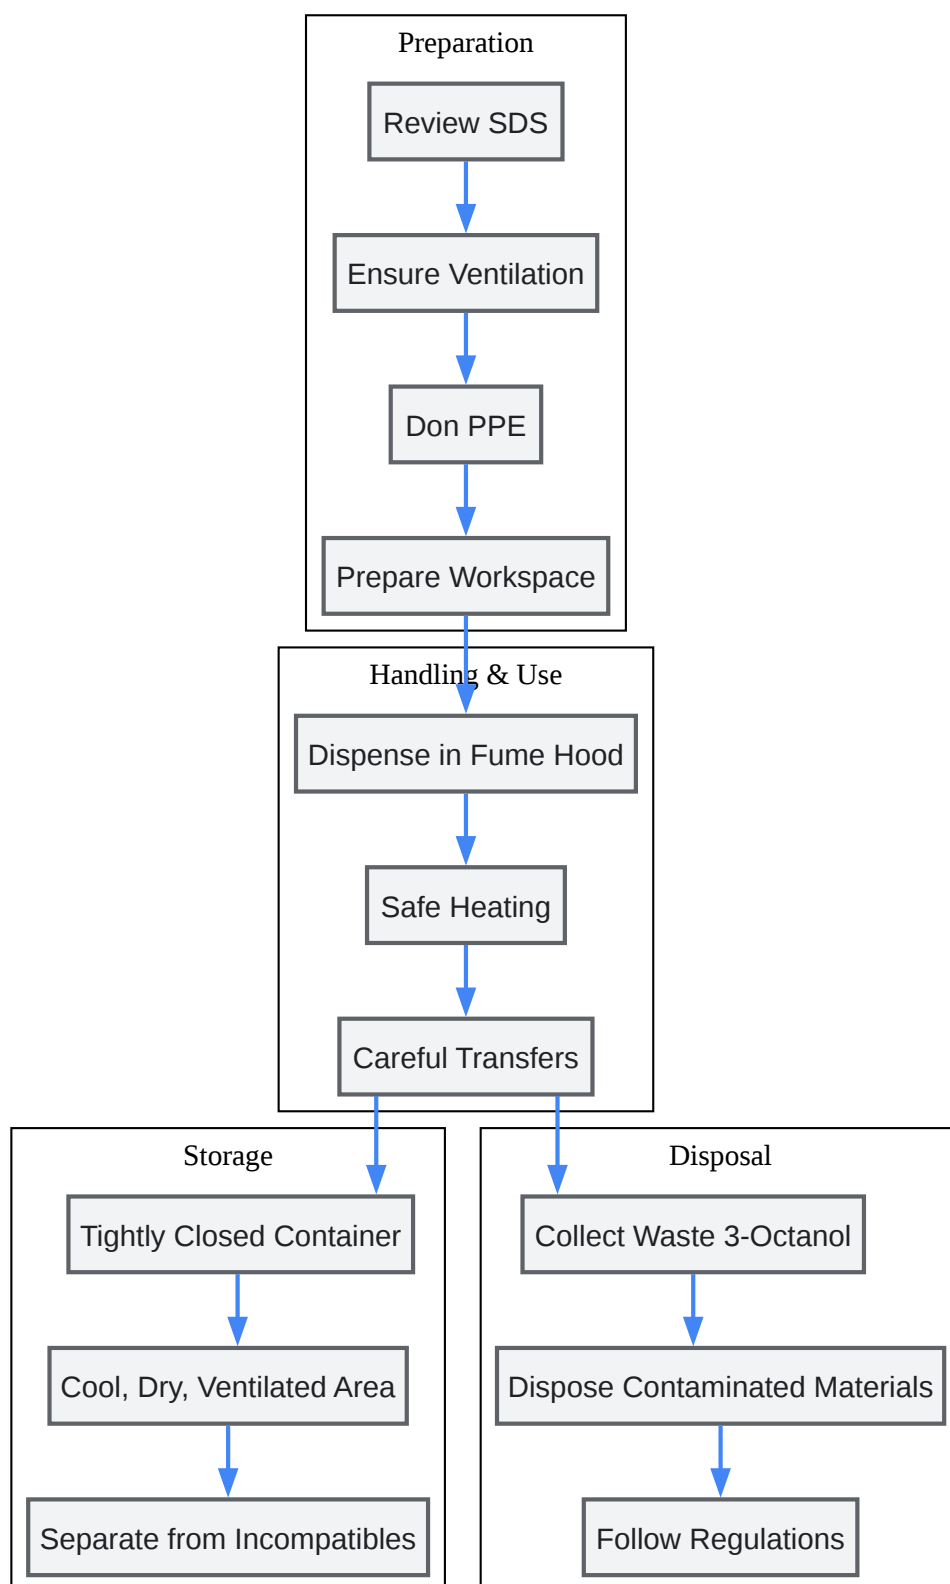 Preparation
Review SDS
Ensure Ventilation
Don PPE
Prepare Workspace
Handling & Use
Dispense in Fume Hood
Safe Heating
Careful Transfers
Storage
Tightly Closed Container
Cool, Dry, Ventilated Area
Separate from Incompatibles
Disposal
Collect Waste 3-Octanol
Dispose Contaminated Materials
Follow Regulations